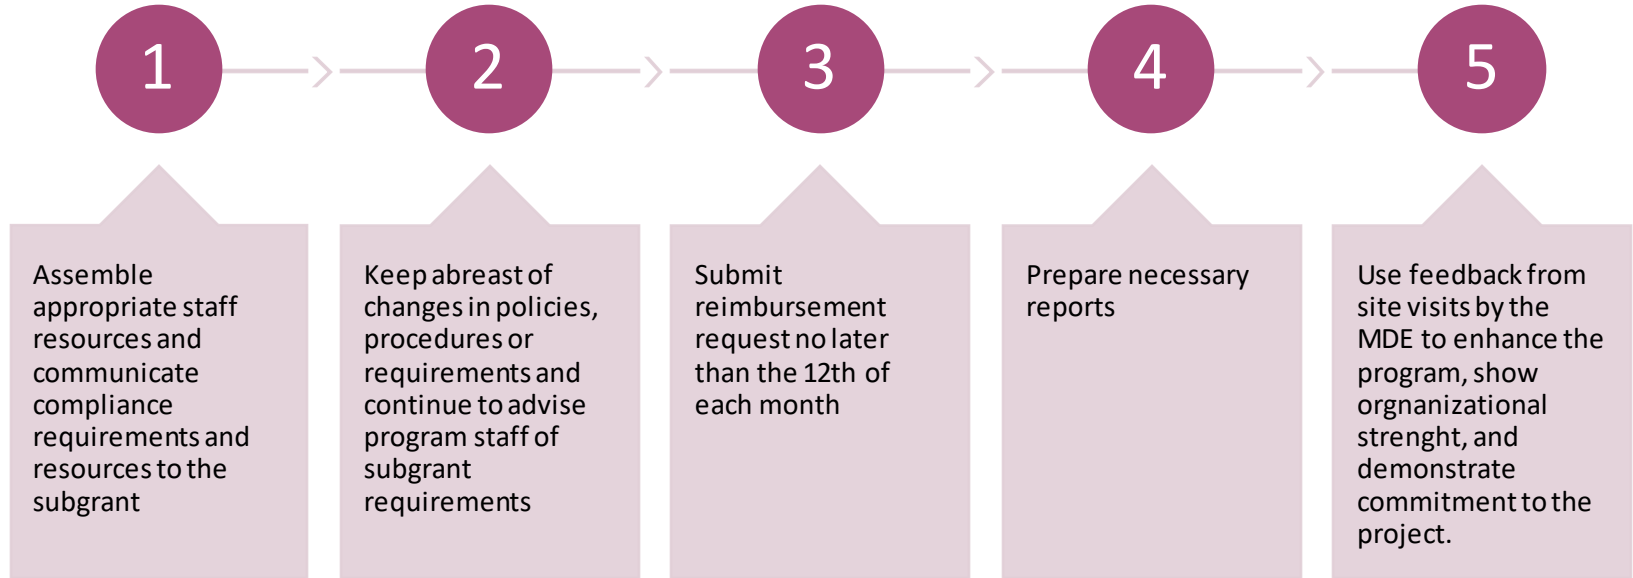 1
Assemble
appropriate staff
resources and
communicate
compliance
requirements and
resources to the
subgrant
2
Keep abreast of
changes in policies,
procedures or
requirements and
continue to advise
program staff of
subgrant
requirements
3
Submit
reimbursement
request no later
than the 12th of
each month
4
Prepare necessary
reports
5
Use feedback from
site visits by the
MDE to enhance the
program, show
orgnanizational
strenght, and
demonstrate
commitment to the
project.